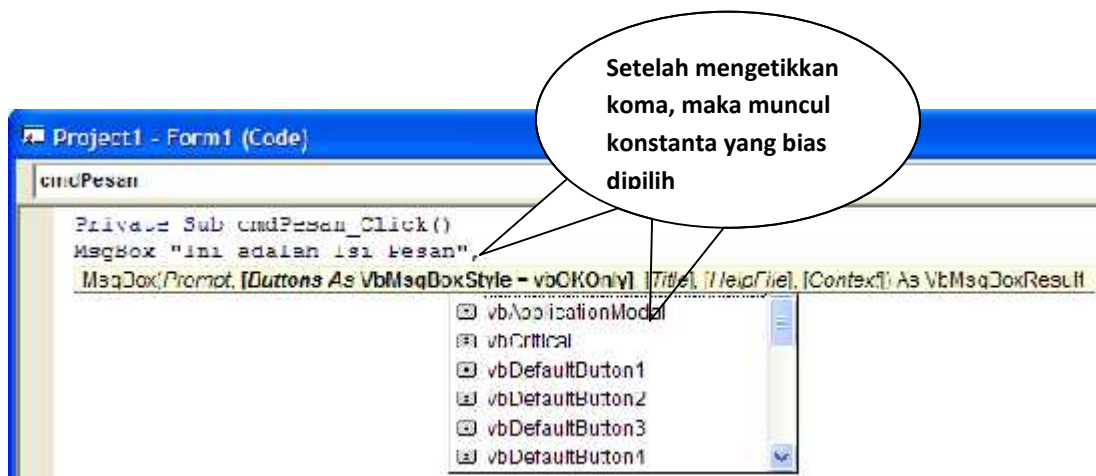 Setelah mengetikkan
koma, maka muncul
konstanta yang bias
dipilih
Project1 - Form1 (Code)
cmdPesan
Private Sub cmdPesan_Click()
MsgBox "Ini adalah Isi Pesan",
MsgBox(Prompt, [Buttons As VbMsgBoxStyle = vbOKOnly], [Title], [HelpFile], [Context]) As VbMsgBoxResult
vbApplicationModal
vbCritical
vbDefaultButton1
vbDefaultButton2
vbDefaultButton3
vbDefaultButton4